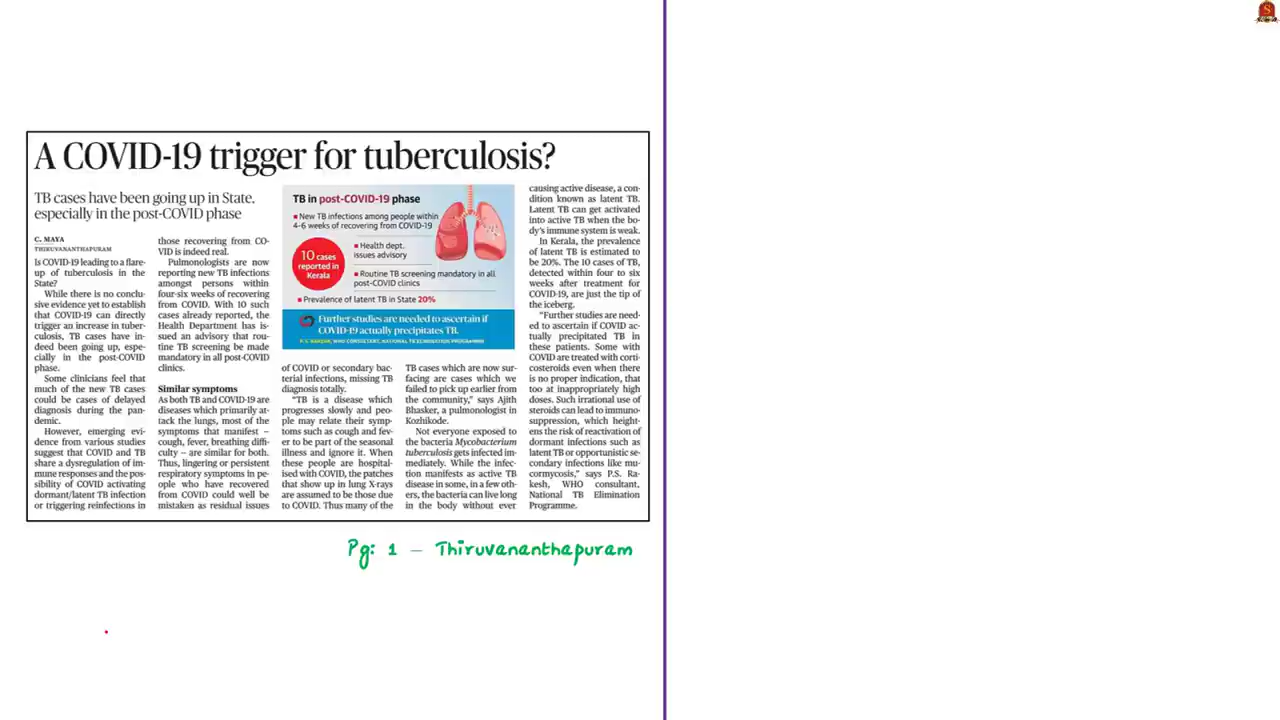 A COVID-19 trigger for tuberculosis?
TB cases have been going up in State,
especially in the post-COVID phase
C. MAYA
THIRUVANANTHAPURAM
Is COVID-19 leading to a flare-
up of tuberculosis in the
State?
While there is no conclu-
sive evidence yet to establish
that COVID-19 can directly
trigger an increase in tuber-
culosis, TB cases have in-
deed been going up, espe-
cially in the post-COVID
phase.
Some clinicians feel that
much of the new TB cases
could be cases of delayed
diagnosis during the pan-
demic.
However, emerging evi-
dence from various studies
suggest that COVID and TB
share a dysregulation of im-
mune responses and the pos-
sibility of COVID activating
dormant/latent TB infection
or triggering reinfections in
those recovering from CO-
VID is indeed real.
Pulmonologists are now
reporting new TB infections
amongst persons within
four-six weeks of recovering
from COVID. With 10 such
cases already reported, the
Health Department has is-
sued an advisory that rou-
tine TB screening be made
mandatory in all post-COVID
clinics.
Similar symptoms
As both TB and COVID-19 are
diseases which primarily at-
tack the lungs, most of the
symptoms that manifest –
cough, fever, breathing diffi-
culty – are similar for both.
Thus, lingering or persistent
respiratory symptoms in peo-
ple who have recovered
from COVID could well be
mistaken as residual issues
TB in post-COVID-19 phase
New TB infections among people within
4-6 weeks of recovering from COVID-19
10 cases
reported in
Kerala
Health dept.
issues advisory
Routine TB screening mandatory in all
post-COVID clinics
Prevalence of latent TB in State 20%
Further studies are needed to ascertain if
COVID-19 actually precipitates TB.
P.S. RAKESH, WHO CONSULTANT, NATIONAL TB ELIMINATION PROGRAMME
of COVID or secondary bac-
terial infections, missing TB
diagnosis totally.
“TB is a disease which
progresses slowly and peo-
ple may relate their symp-
toms such as cough and fev-
er to be part of the seasonal
illness and ignore it. When
these people are hospital-
ised with COVID, the patches
that show up in lung X-rays
are assumed to be those due
to COVID. Thus many of the
TB cases which are now sur-
facing are cases which we
failed to pick up earlier from
the community,” says Ajith
Bhasker, a pulmonologist in
Kozhikode.
Not everyone exposed to
the bacteria Mycobacterium
tuberculosis gets infected im-
mediately. While the infec-
tion manifests as active TB
disease in some, in a few oth-
ers, the bacteria can live long
in the body without ever
causing active disease, a con-
dition known as latent TB.
Latent TB can get activated
into active TB when the bo-
dy’s immune system is weak.
In Kerala, the prevalence
of latent TB is estimated to
be 20%. The 10 cases of TB,
detected within four to six
weeks after treatment for
COVID-19, are just the tip of
the iceberg.
“Further studies are need-
ed to ascertain if COVID ac-
tually precipitated TB in
these patients. Some with
COVID are treated with corti-
costeroids even when there
is no proper indication, that
too at inappropriately high
doses. Such irrational use of
steroids can lead to immuno-
suppression, which height-
ens the risk of reactivation of
dormant infections such as
latent TB or opportunistic se-
condary infections like mu-
cormycosis,” says P.S. Ra-
kesh, WHO consultant,
National TB Elimination
Programme.
Pg: 1 – Thiruvananthapuram